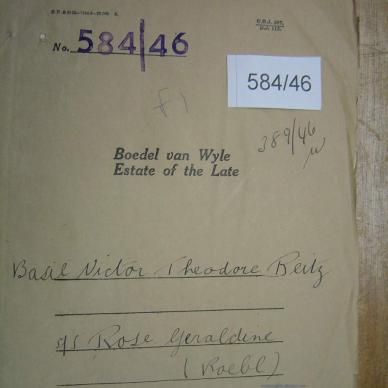 No. 584/46
584/46
F1
389/46
Boedel van Wyle
Estate of the Late
Basil Victor Theodore Reitz
s/s Rose Geraldine
(Roebl)